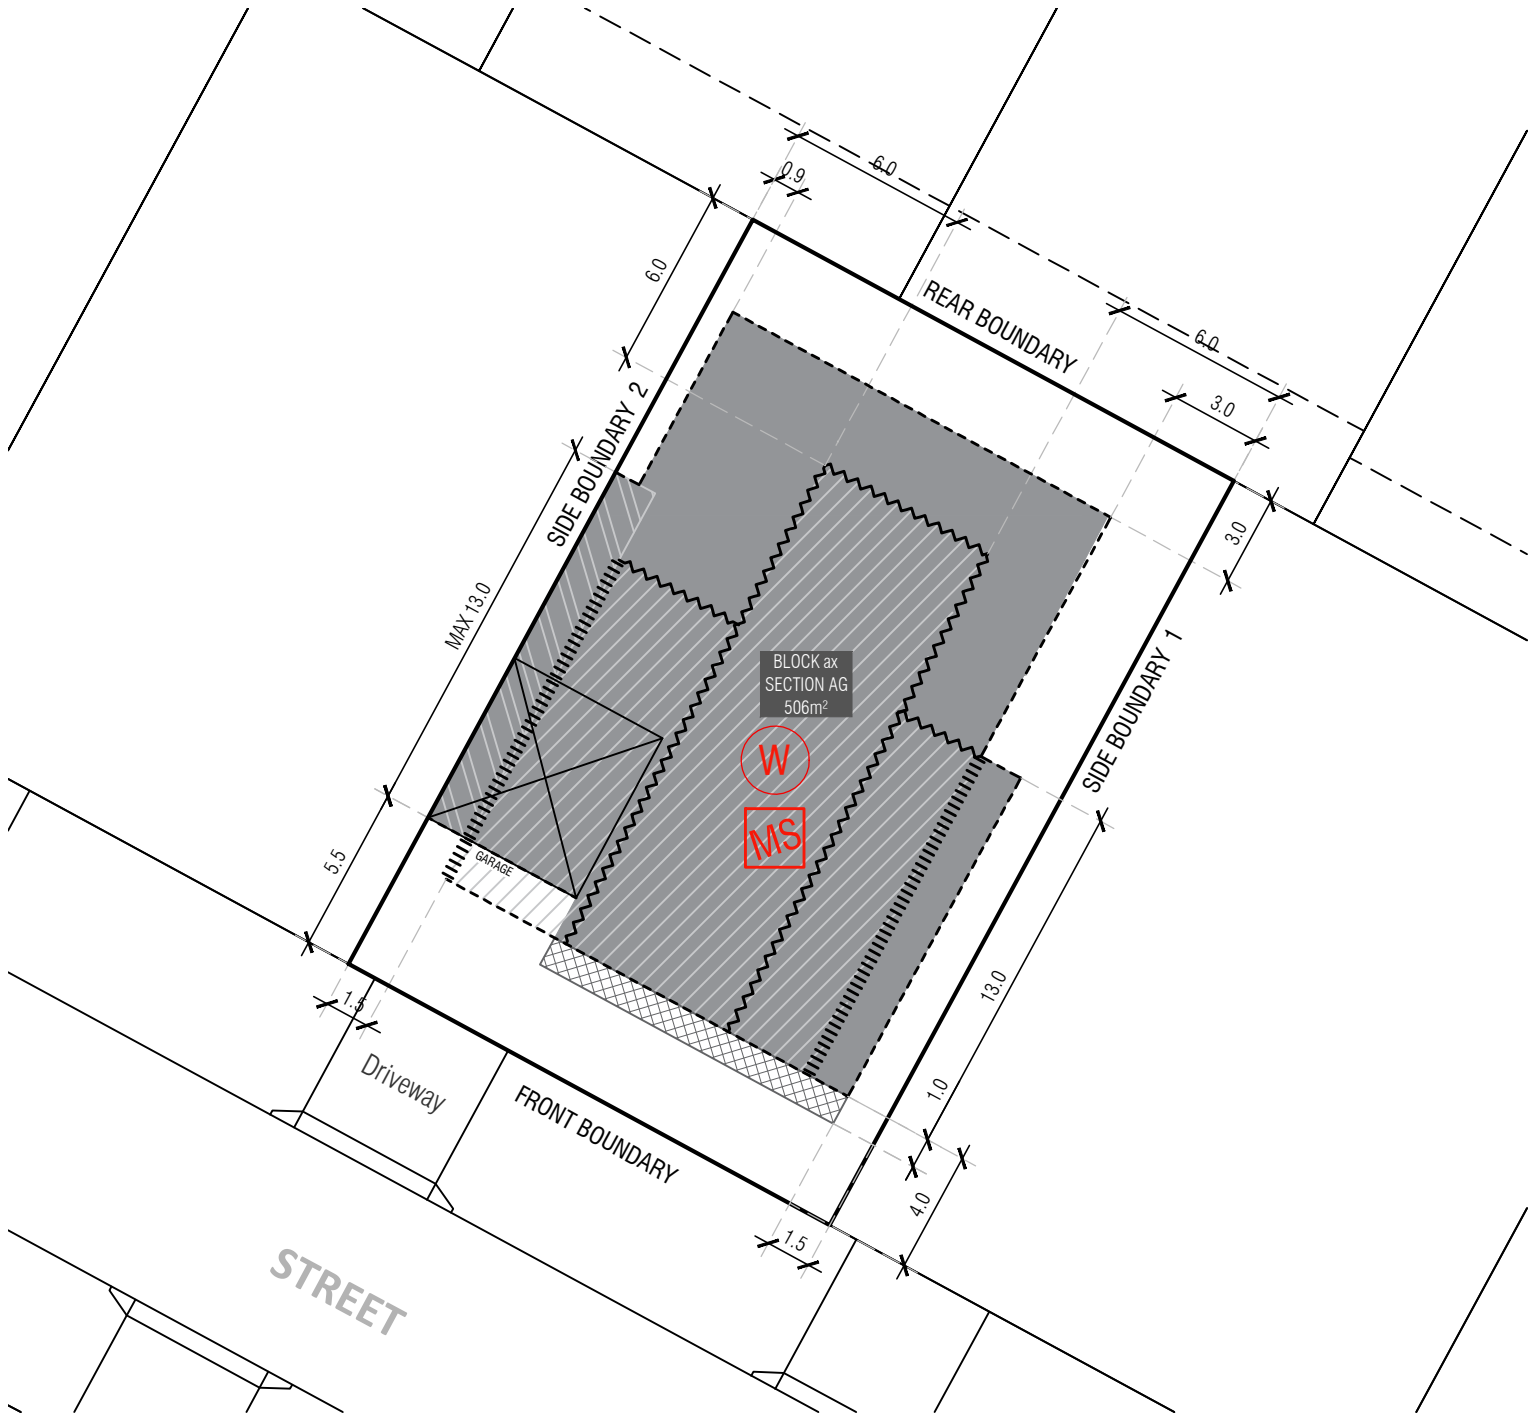 6.0
0.9
6.0
REAR BOUNDARY
6.0
3.0
SIDE BOUNDARY 2
3.0
MAX 13.0
BLOCK ax
SECTION AG
506m²
SIDE BOUNDARY 1
W
MS
GARAGE
5.5
13.0
1.5
Driveway
FRONT BOUNDARY
1.0
4.0
1.5
STREET